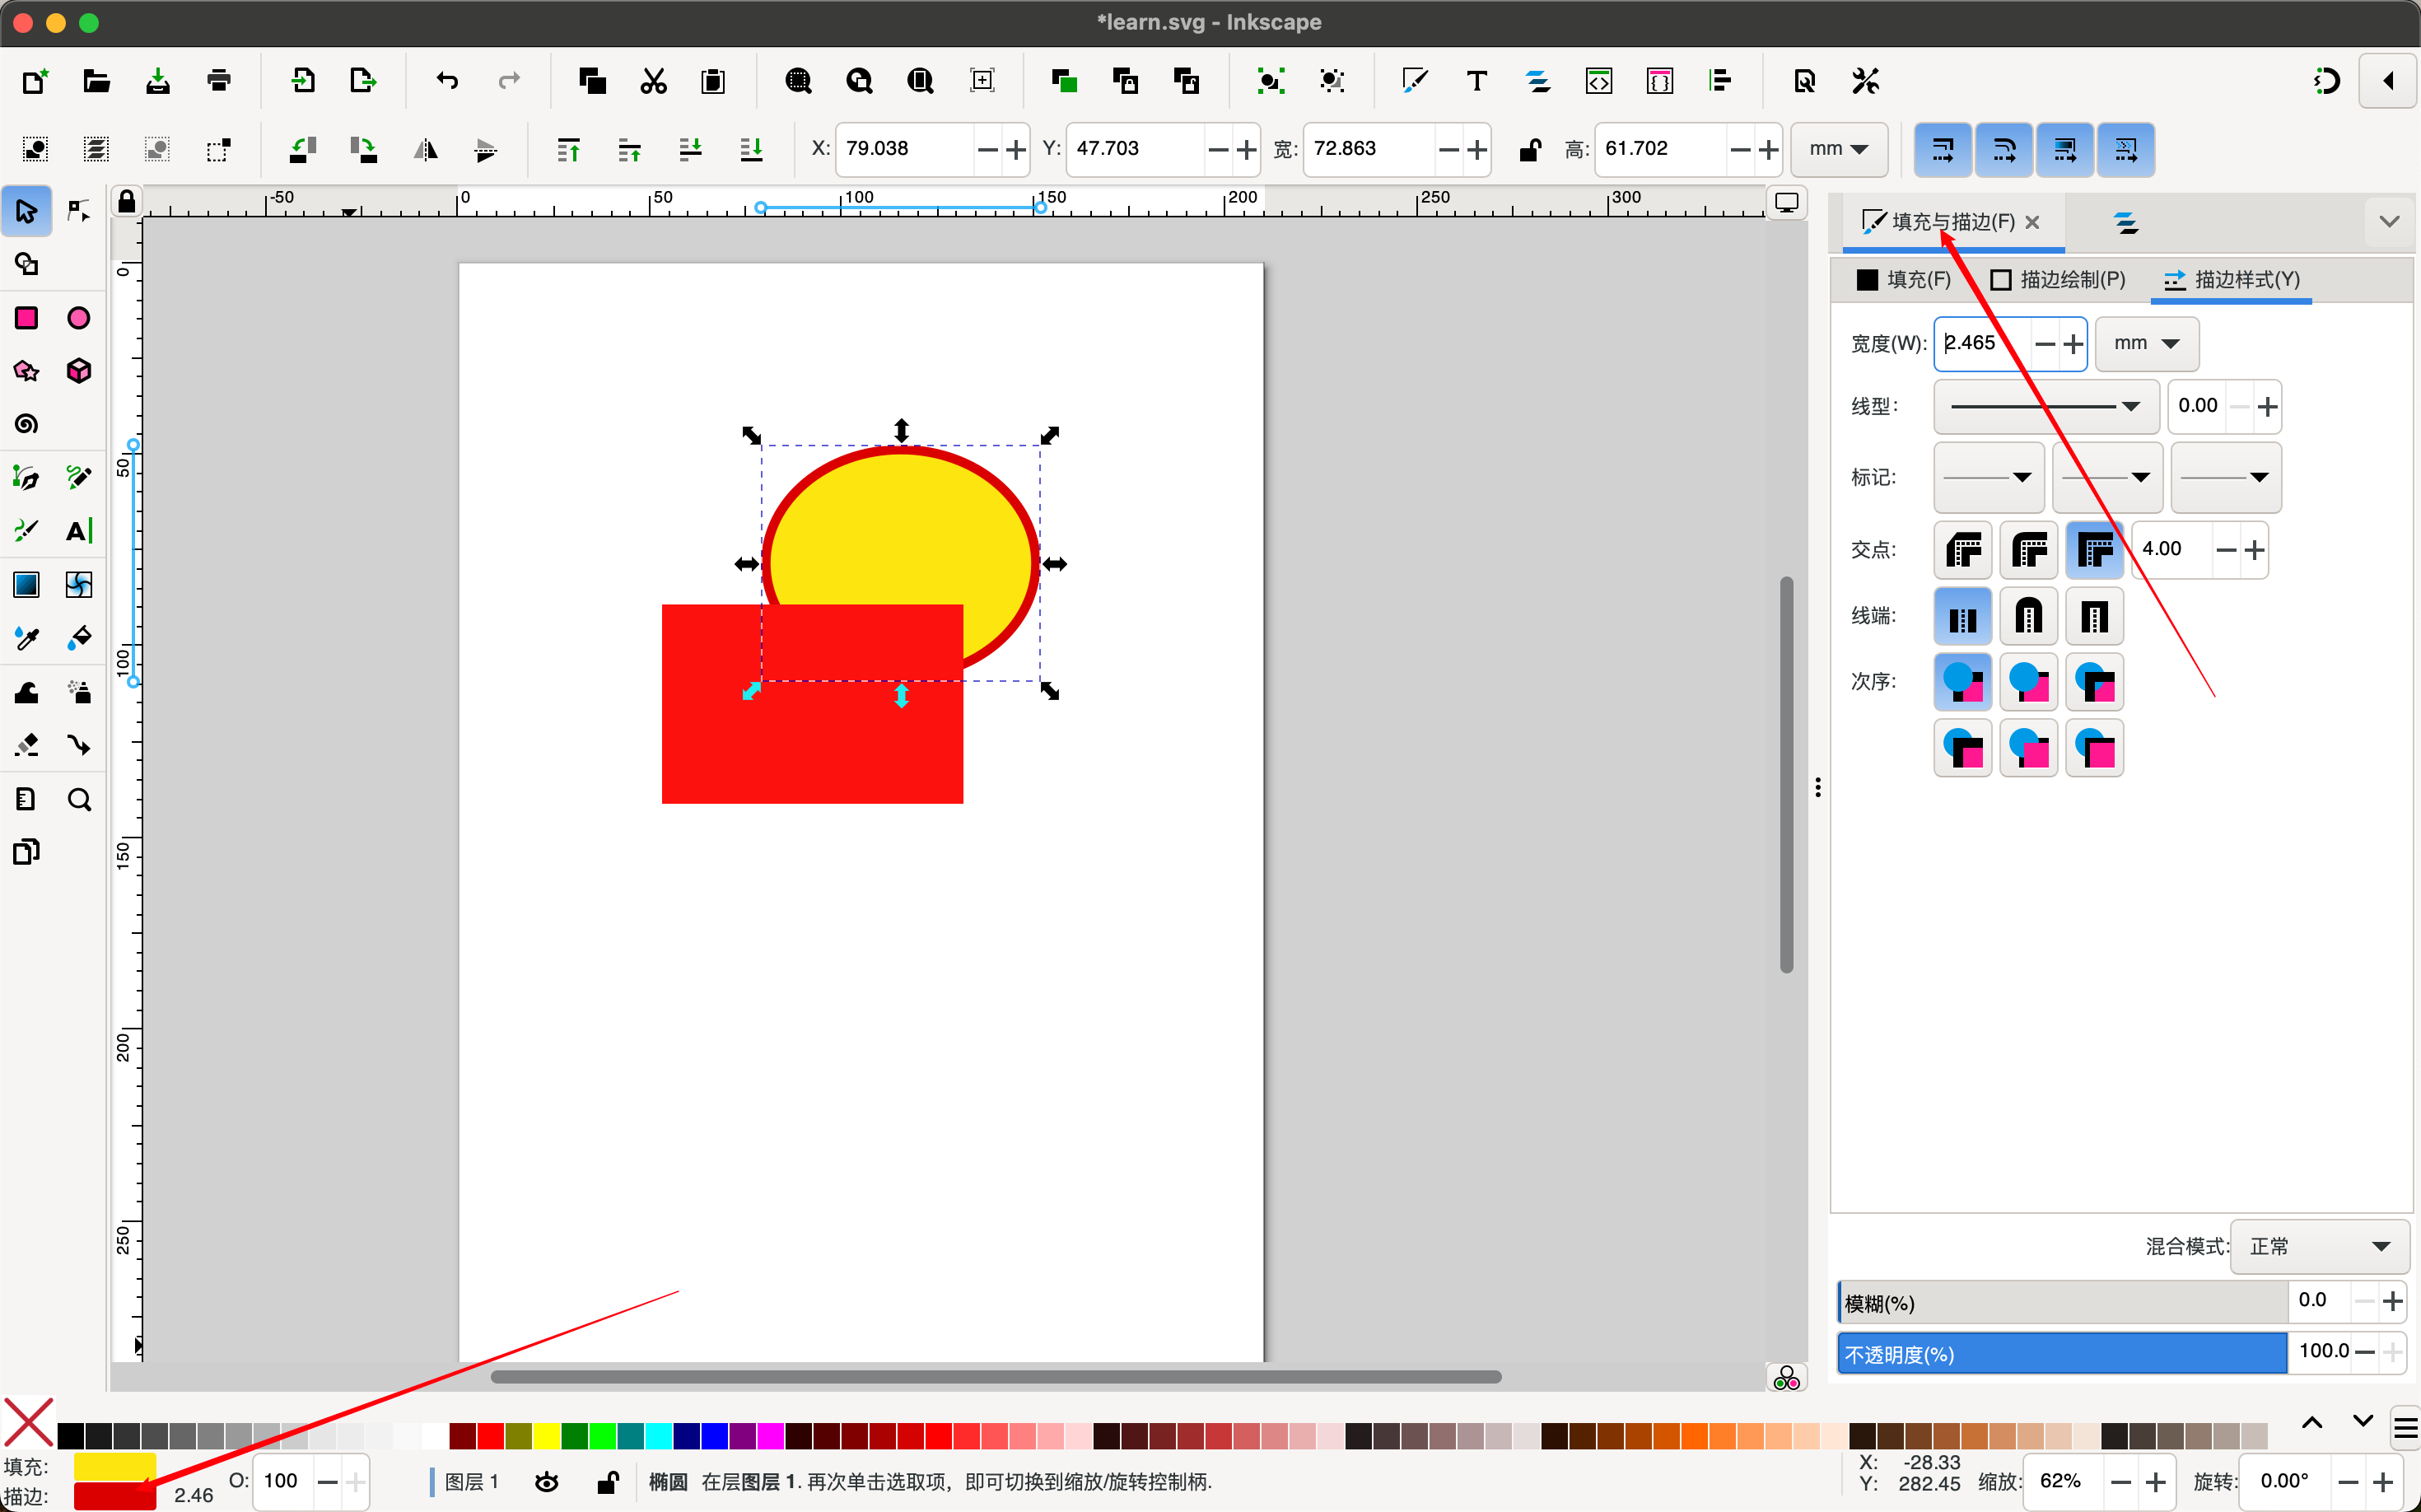 *learn.svg - Inkscape
X: 79.038 Y: 47.703 宽: 72.863 高: 61.702 mm
-50 0 50 100 150 200 250 300
0
50
100
150
200
250
填充与描边(F)
填充(F) 描边绘制(P) 描边样式(Y)
宽度(W): 2.465 mm
线型: 0.00
标记:
交点: 4.00
线端:
次序:
混合模式: 正常
模糊(%) 0.0
不透明度(%) 100.0
填充:
描边: 2.46
O: 100
图层 1
椭圆 在层图层 1. 再次单击选取项，即可切换到缩放/旋转控制柄.
X: -28.33
Y: 282.45
缩放: 62%
旋转: 0.00°